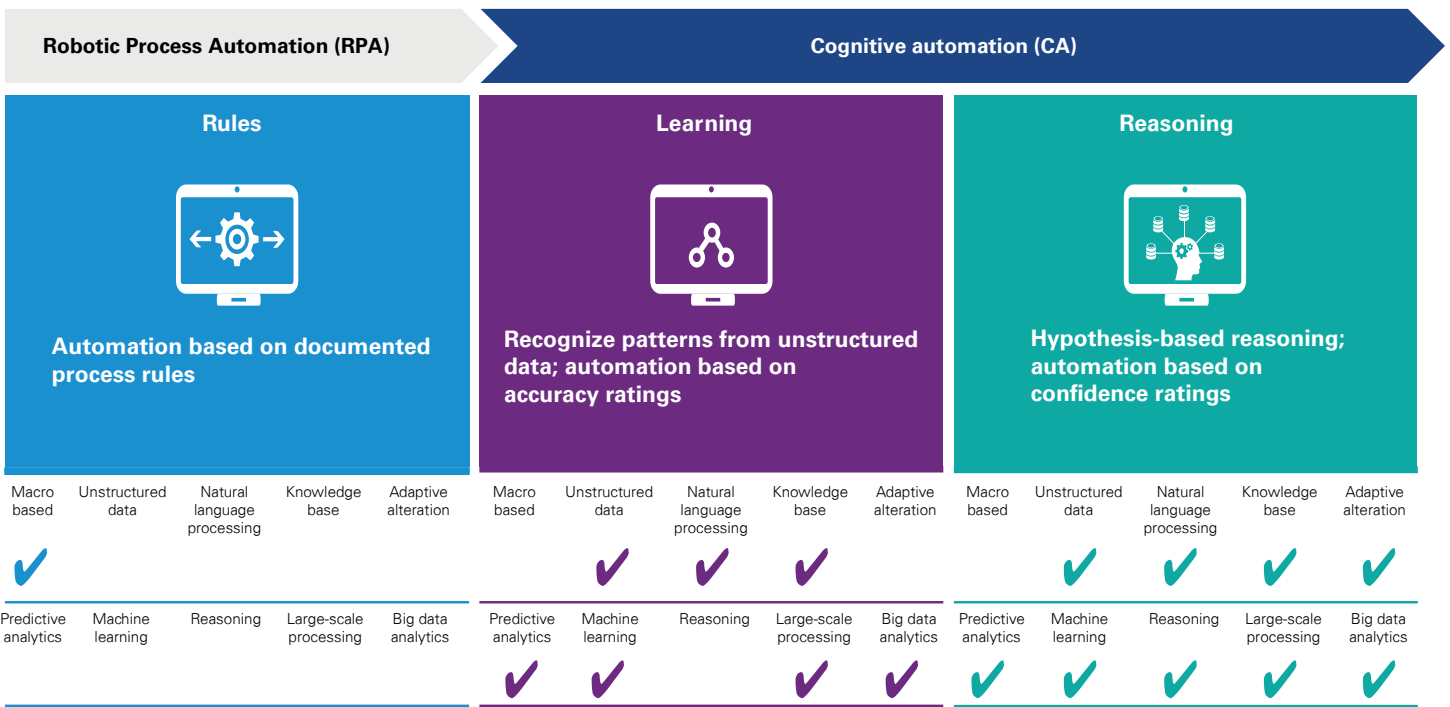 Robotic Process Automation (RPA)
Cognitive automation (CA)
Rules
Automation based on documented
process rules
Learning
Recognize patterns from unstructured
data; automation based on
accuracy ratings
Reasoning
Hypothesis-based reasoning;
automation based on
confidence ratings
Macro
based
Unstructured
data
Natural
language
processing
Knowledge
base
Adaptive
alteration
Macro
based
Unstructured
data
Natural
language
processing
Knowledge
base
Adaptive
alteration
Macro
based
Unstructured
data
Natural
language
processing
Knowledge
base
Adaptive
alteration
Predictive
analytics
Machine
learning
Reasoning
Large-scale
processing
Big data
analytics
Predictive
analytics
Machine
learning
Reasoning
Large-scale
processing
Big data
analytics
Predictive
analytics
Machine
learning
Reasoning
Large-scale
processing
Big data
analytics